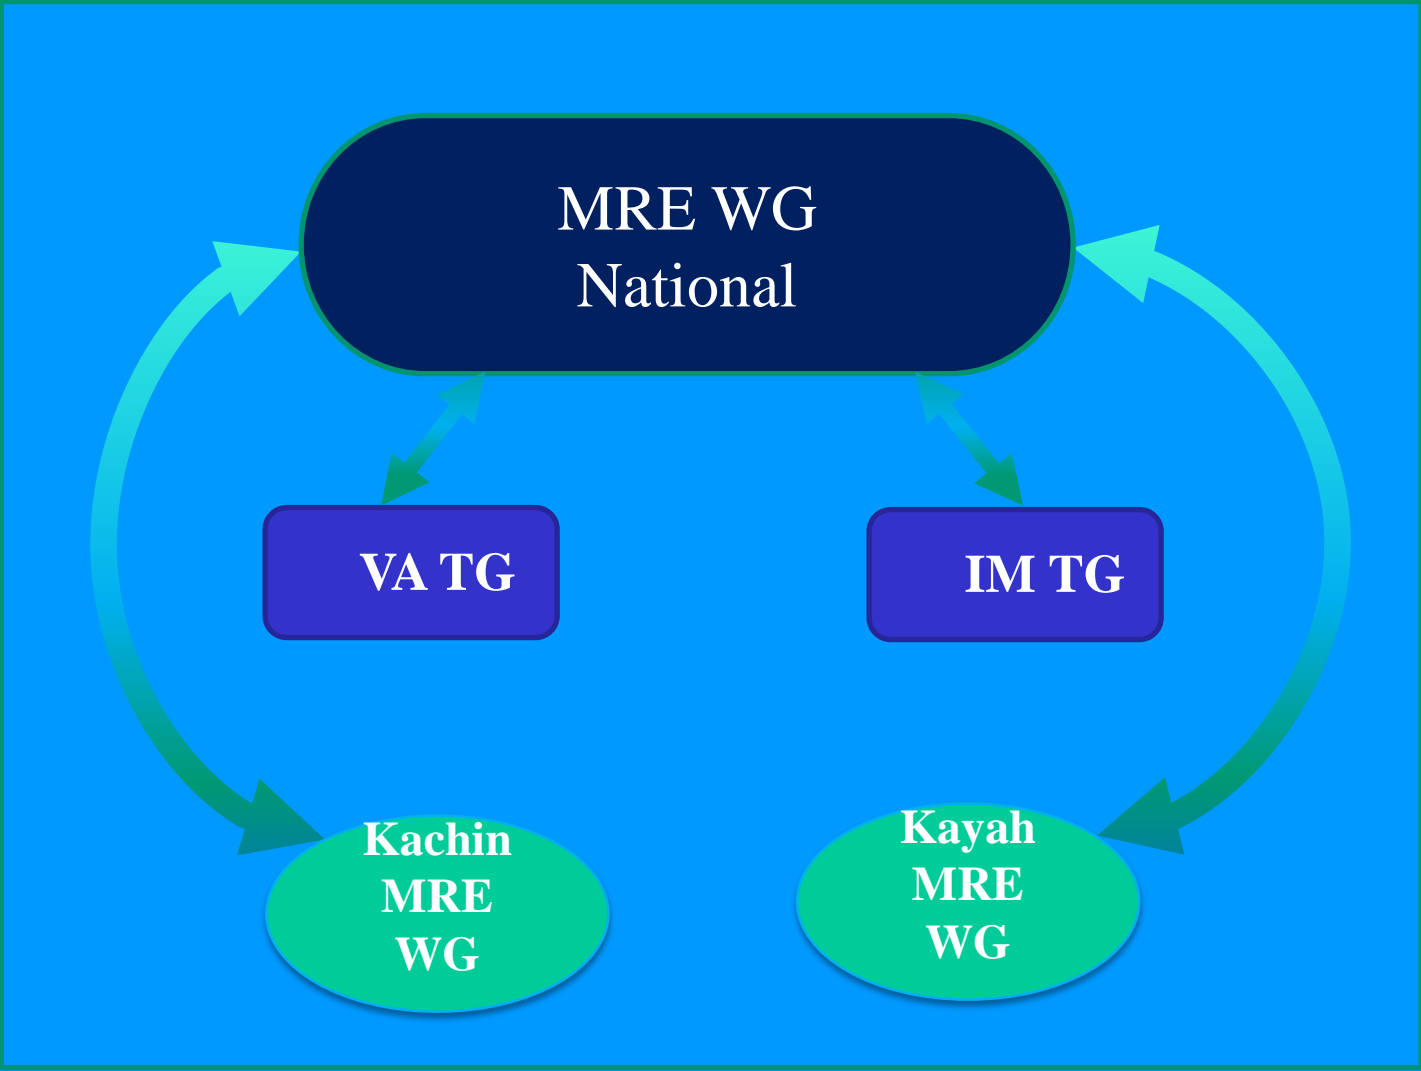 MRE WG
National
VA TG
IM TG
Kachin
MRE
WG
Kayah
MRE
WG